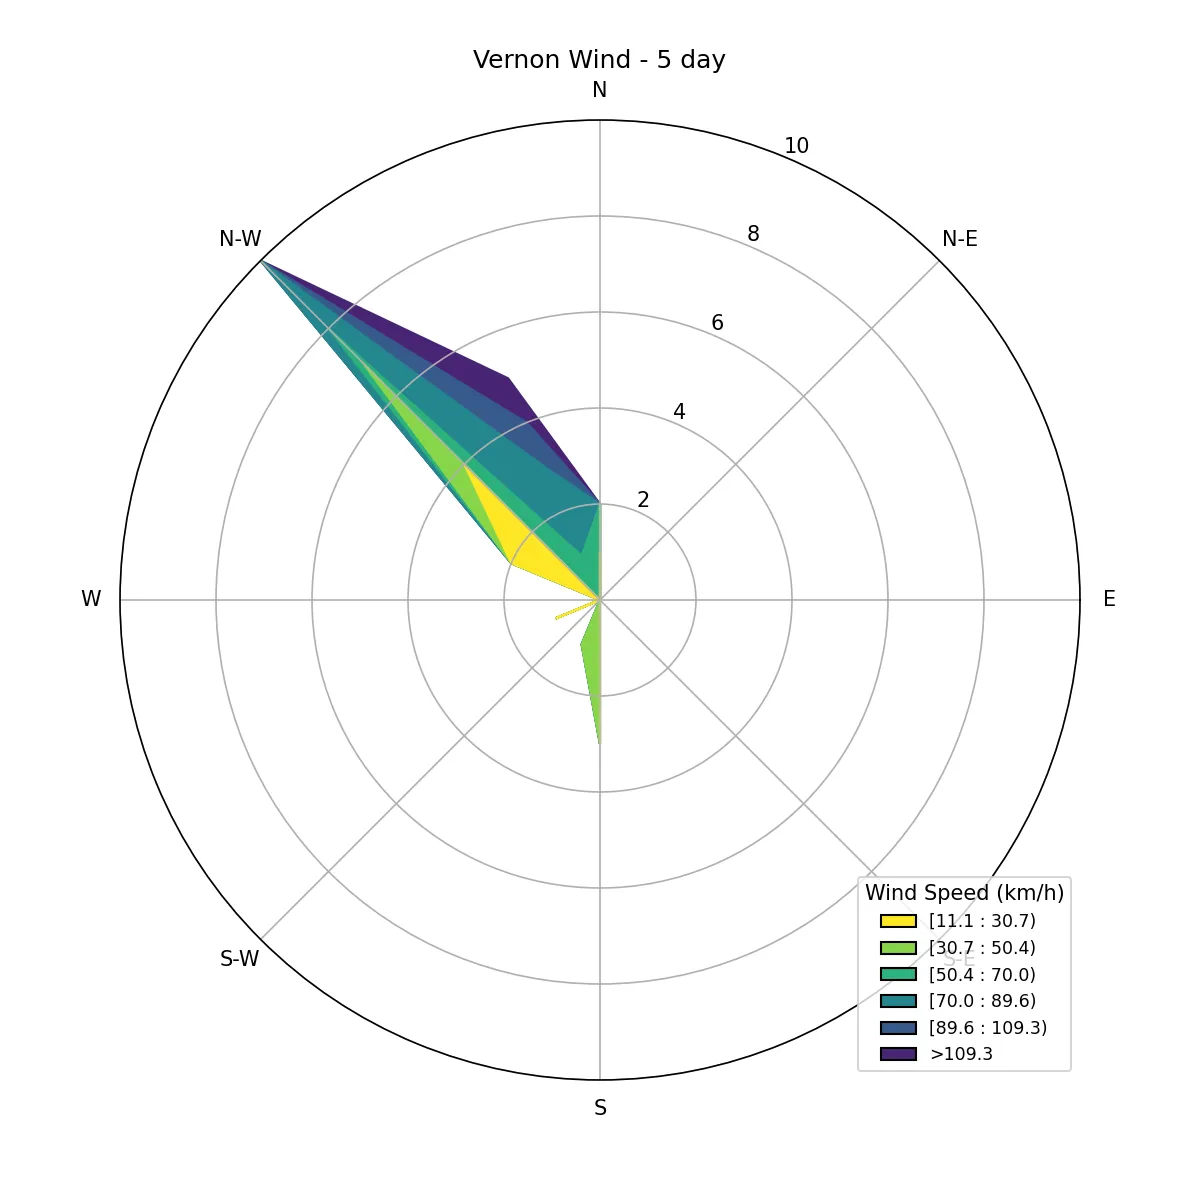 Vernon Wind - 5 day
N
10
N-W
N-E
8
6
4
2
W
E
S-W
S-E
Wind Speed (km/h)
[11.1 : 30.7)
[30.7 : 50.4)
[50.4 : 70.0)
[70.0 : 89.6)
[89.6 : 109.3)
>109.3
S